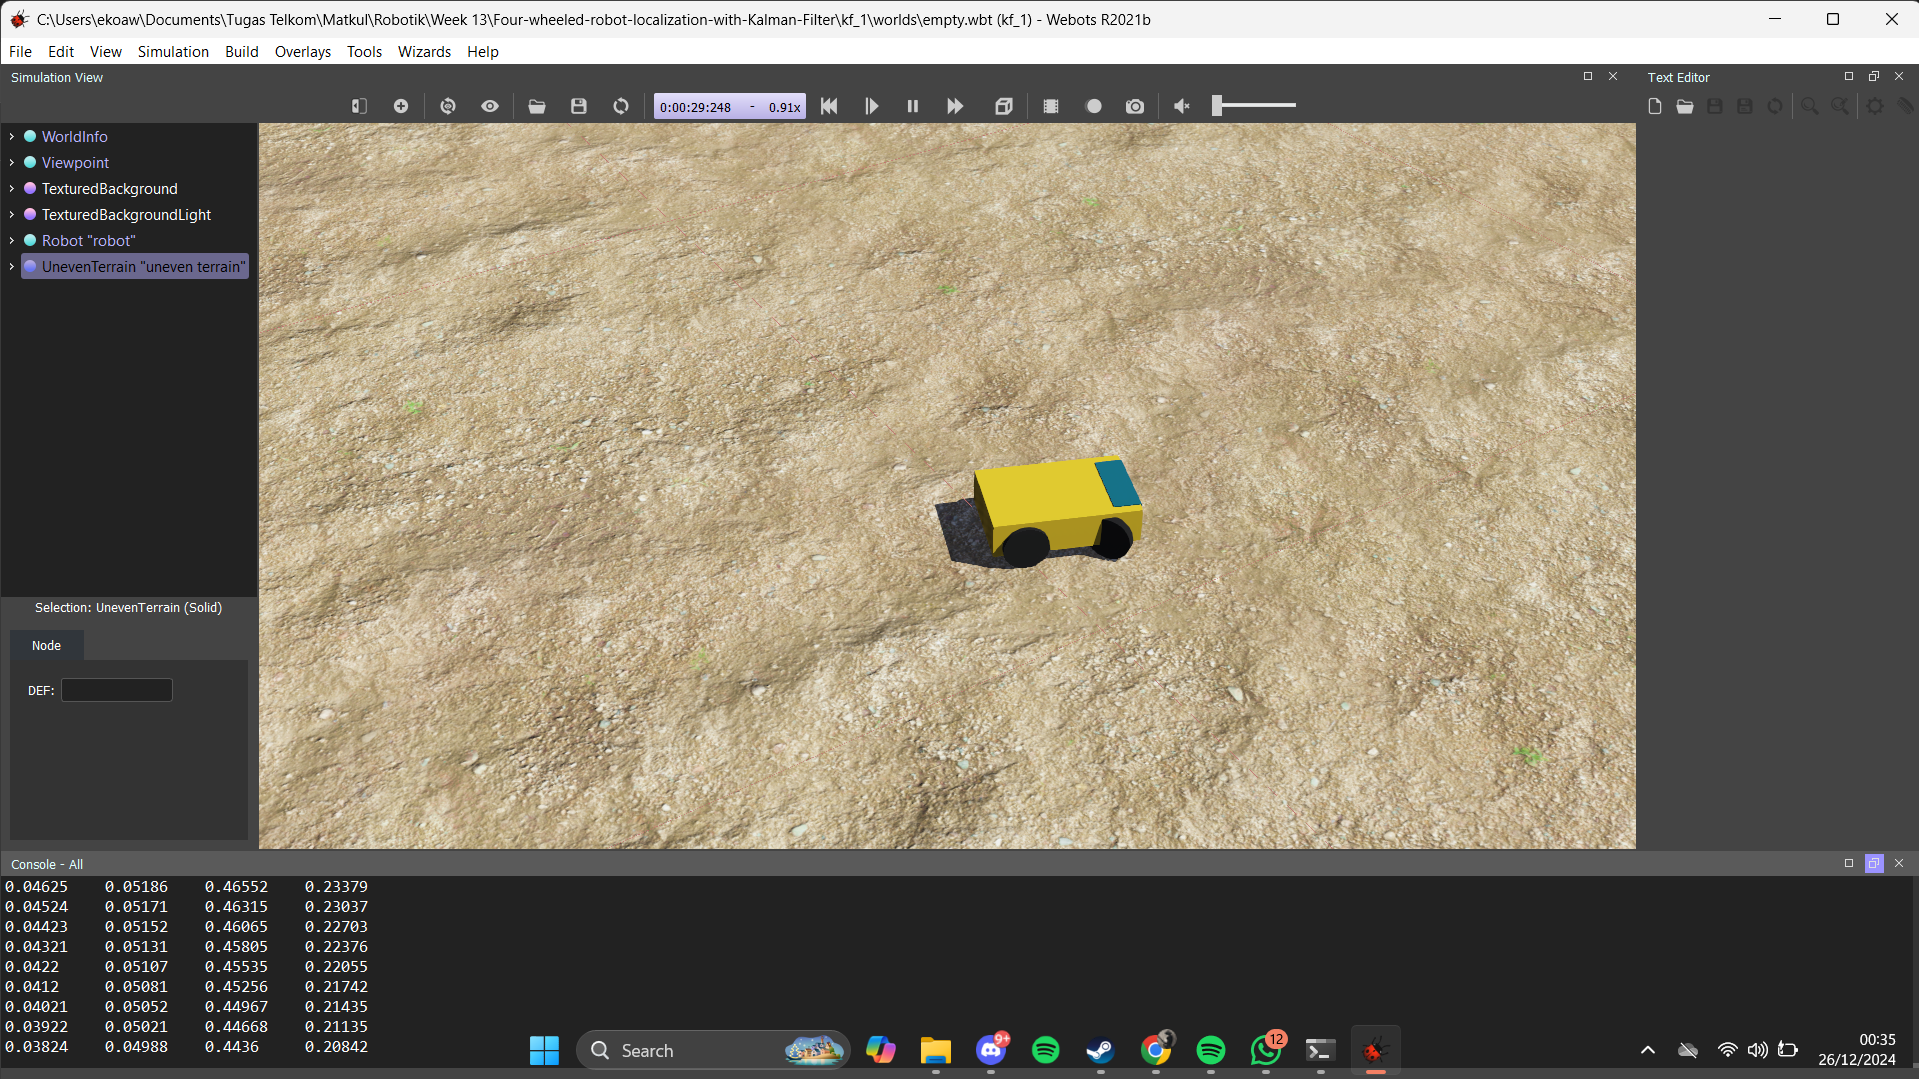 C:\Users\ekoaw\Documents\Tugas Telkom\Matkul\Robotik\Week 13\Four-wheeled-robot-localization-with-Kalman-Filter\kf_1\worlds\empty.wbt (kf_1) - Webots R2021b
File Edit View Simulation Build Overlays Tools Wizards Help
Simulation View
Text Editor
0:00:29:248 - 0.91x
WorldInfo
Viewpoint
TexturedBackground
TexturedBackgroundLight
Robot "robot"
UnevenTerrain "uneven terrain"
Selection: UnevenTerrain (Solid)
Node
DEF:
Console - All
0.04625 0.05186 0.46552 0.23379
0.04524 0.05171 0.46315 0.23037
0.04423 0.05152 0.46065 0.22703
0.04321 0.05131 0.45805 0.22376
0.0422 0.05107 0.45535 0.22055
0.0412 0.05081 0.45256 0.21742
0.04021 0.05052 0.44967 0.21435
0.03922 0.05021 0.44668 0.21135
0.03824 0.04988 0.4436 0.20842
Search
9+
12
00:35
26/12/2024